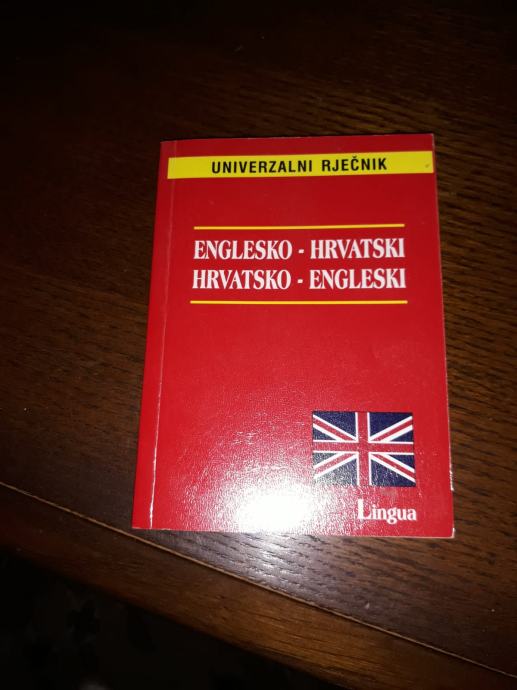 UNIVERZALNI RJEČNIK
ENGLESKO - HRVATSKI
HRVATSKO - ENGLESKI
Lingua